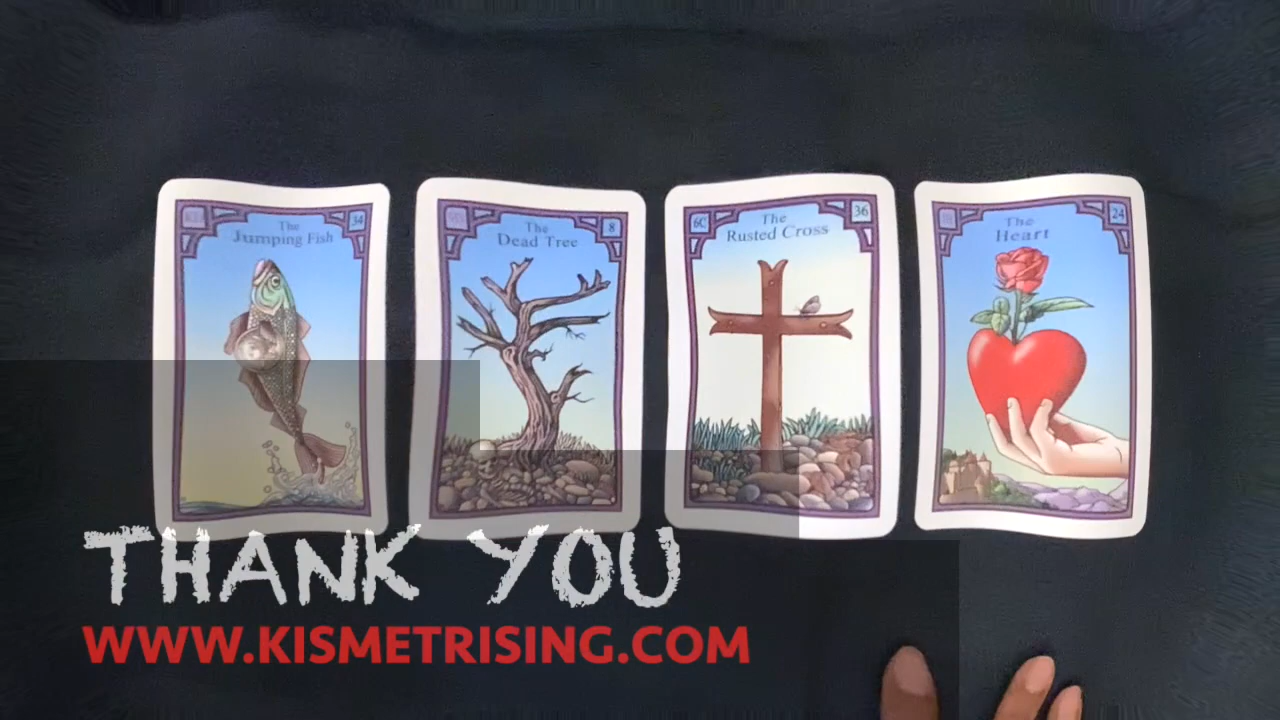 34
The
Jumping Fish
8
The
Dead Tree
6C
36
The
Rusted Cross
24
The
Heart
THANK YOU
WWW.KISMETRISING.COM